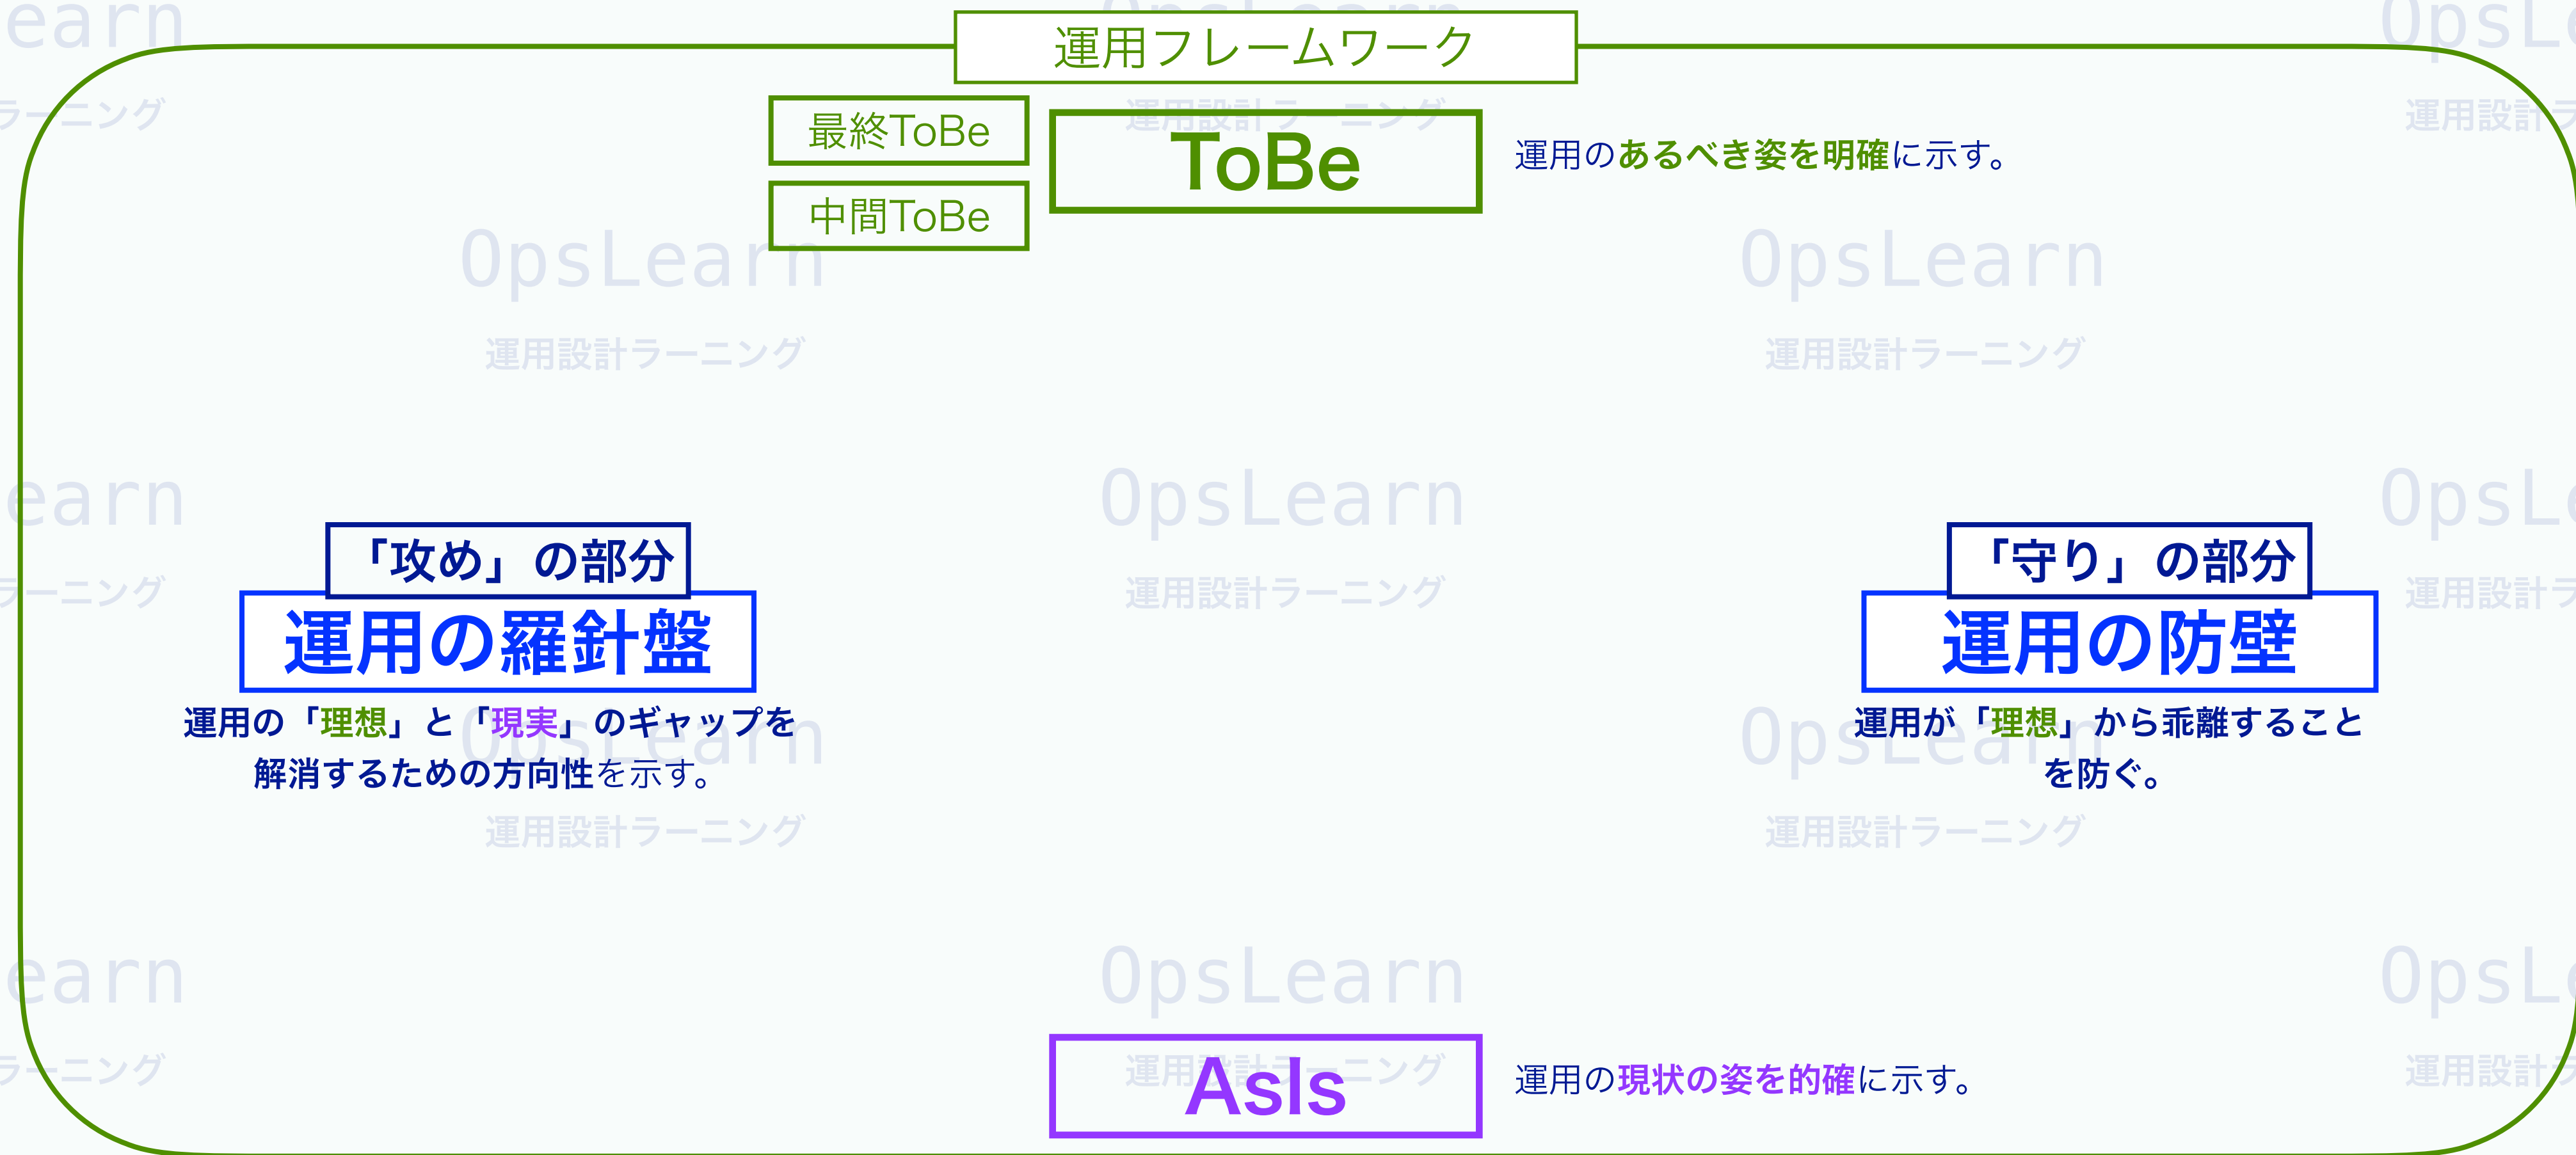 運用フレームワーク
最終ToBe
中間ToBe
ToBe
運用のあるべき姿を明確に示す。
「攻め」の部分
運用の羅針盤
運用の「理想」と「現実」のギャップを
解消するための方向性を示す。
「守り」の部分
運用の防壁
運用が「理想」から乖離すること
を防ぐ。
AsIs
運用の現状の姿を的確に示す。
OpsLearn
運用設計ラーニング